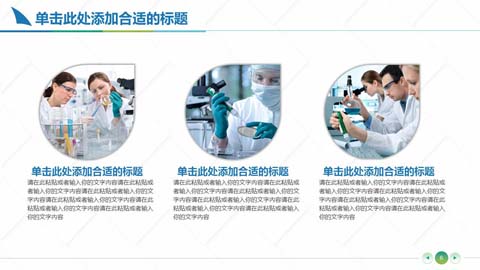 单击此处添加合适的标题
单击此处添加合适的标题
请在此粘贴或者输入你的文字内容请在此粘贴或
者输入你的文字内容请在此粘贴或者输入你的文
字内容请在此粘贴或者输入你的文字内容请在此
粘贴或者输入你的文字内容请在此粘贴或者输入
你的文字内容
单击此处添加合适的标题
请在此粘贴或者输入你的文字内容请在此粘贴或
者输入你的文字内容请在此粘贴或者输入你的文
字内容请在此粘贴或者输入你的文字内容请在此
粘贴或者输入你的文字内容请在此粘贴或者输入
你的文字内容
单击此处添加合适的标题
请在此粘贴或者输入你的文字内容请在此粘贴或
者输入你的文字内容请在此粘贴或者输入你的文
字内容请在此粘贴或者输入你的文字内容请在此
粘贴或者输入你的文字内容请在此粘贴或者输入
你的文字内容
6